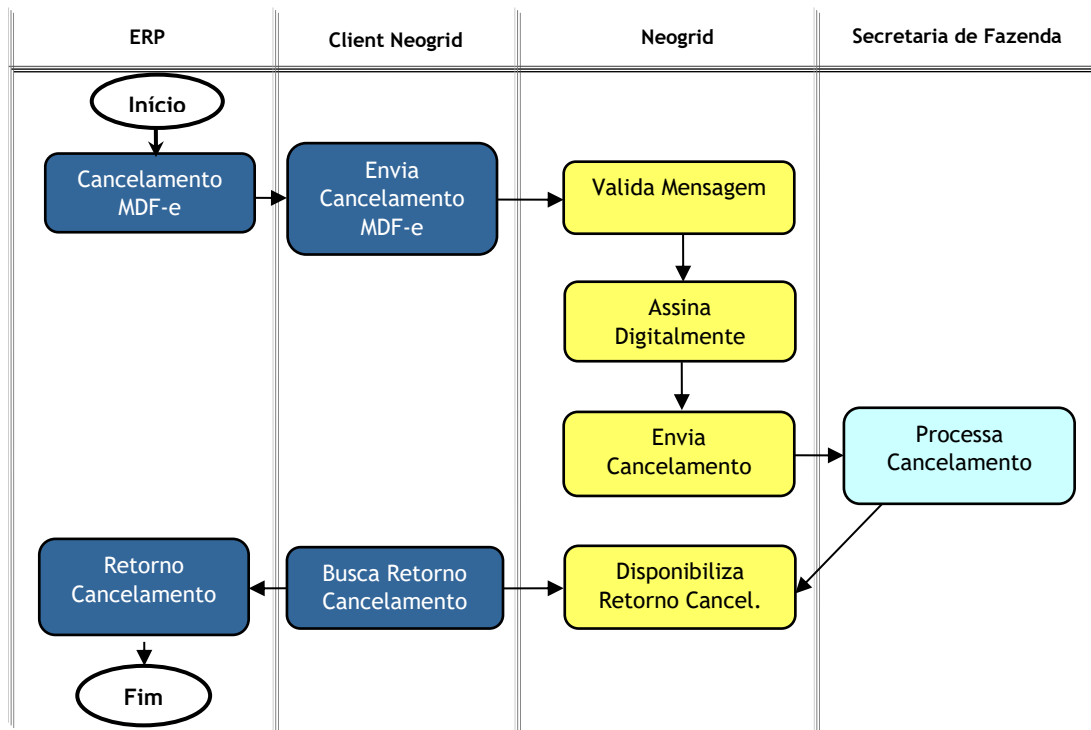 ERP
Client Neogrid
Neogrid
Secretaria de Fazenda
Início
Cancelamento
MDF-e
Envia
Cancelamento
MDF-e
Valida Mensagem
Assina
Digitalmente
Envia
Cancelamento
Processa
Cancelamento
Retorno
Cancelamento
Busca Retorno
Cancelamento
Disponibiliza
Retorno Cancel.
Fim